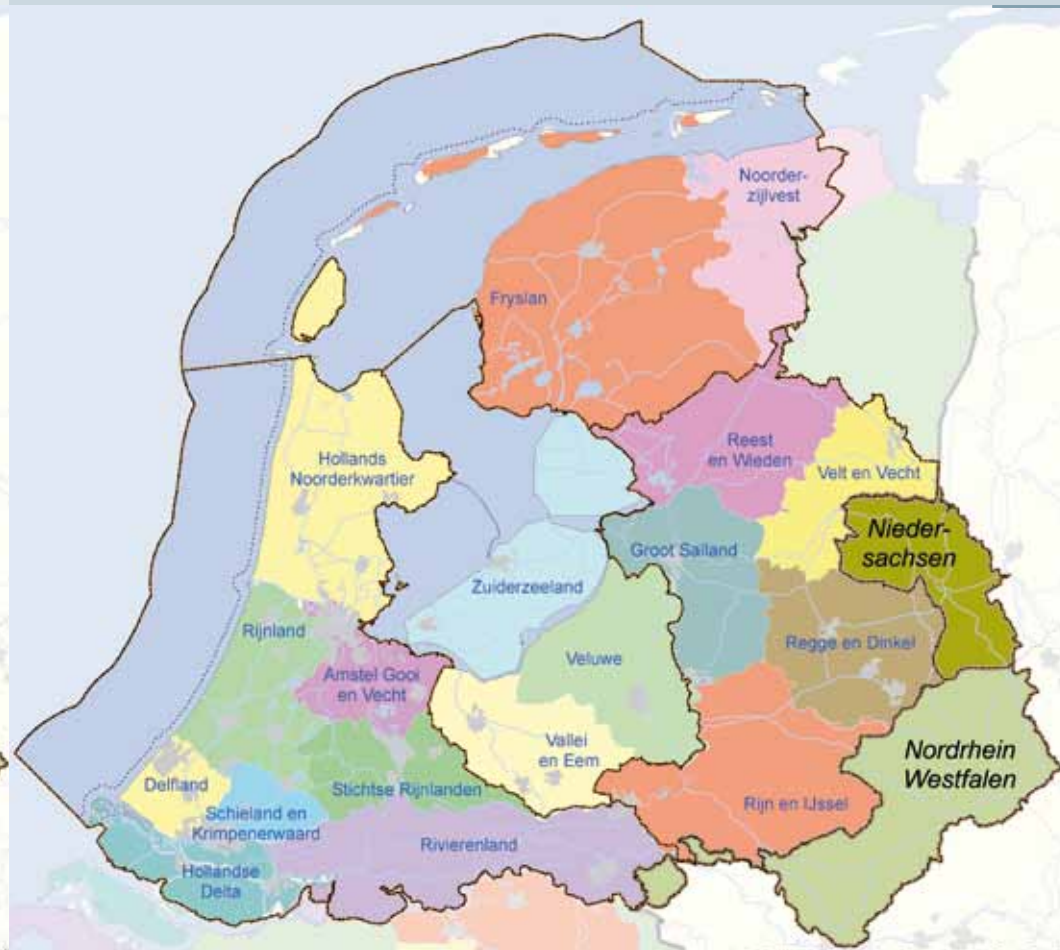 Noorder-
zijlvest
Fryslan
Reest
en Wieden
Hollands
Noorderkwartier
Velt en Vecht
Nieder-
sachsen
Groot Salland
Zuiderzeeland
Rijnland
Regge en Dinkel
Veluwe
Amstel Gooi
en Vecht
Vallei
en Eem
Nordrhein
Westfalen
Delfland
Stichtse Rijnlanden
Rijn en IJssel
Schieland en
Krimpenerwaard
Rivierenland
Hollandse
Delta